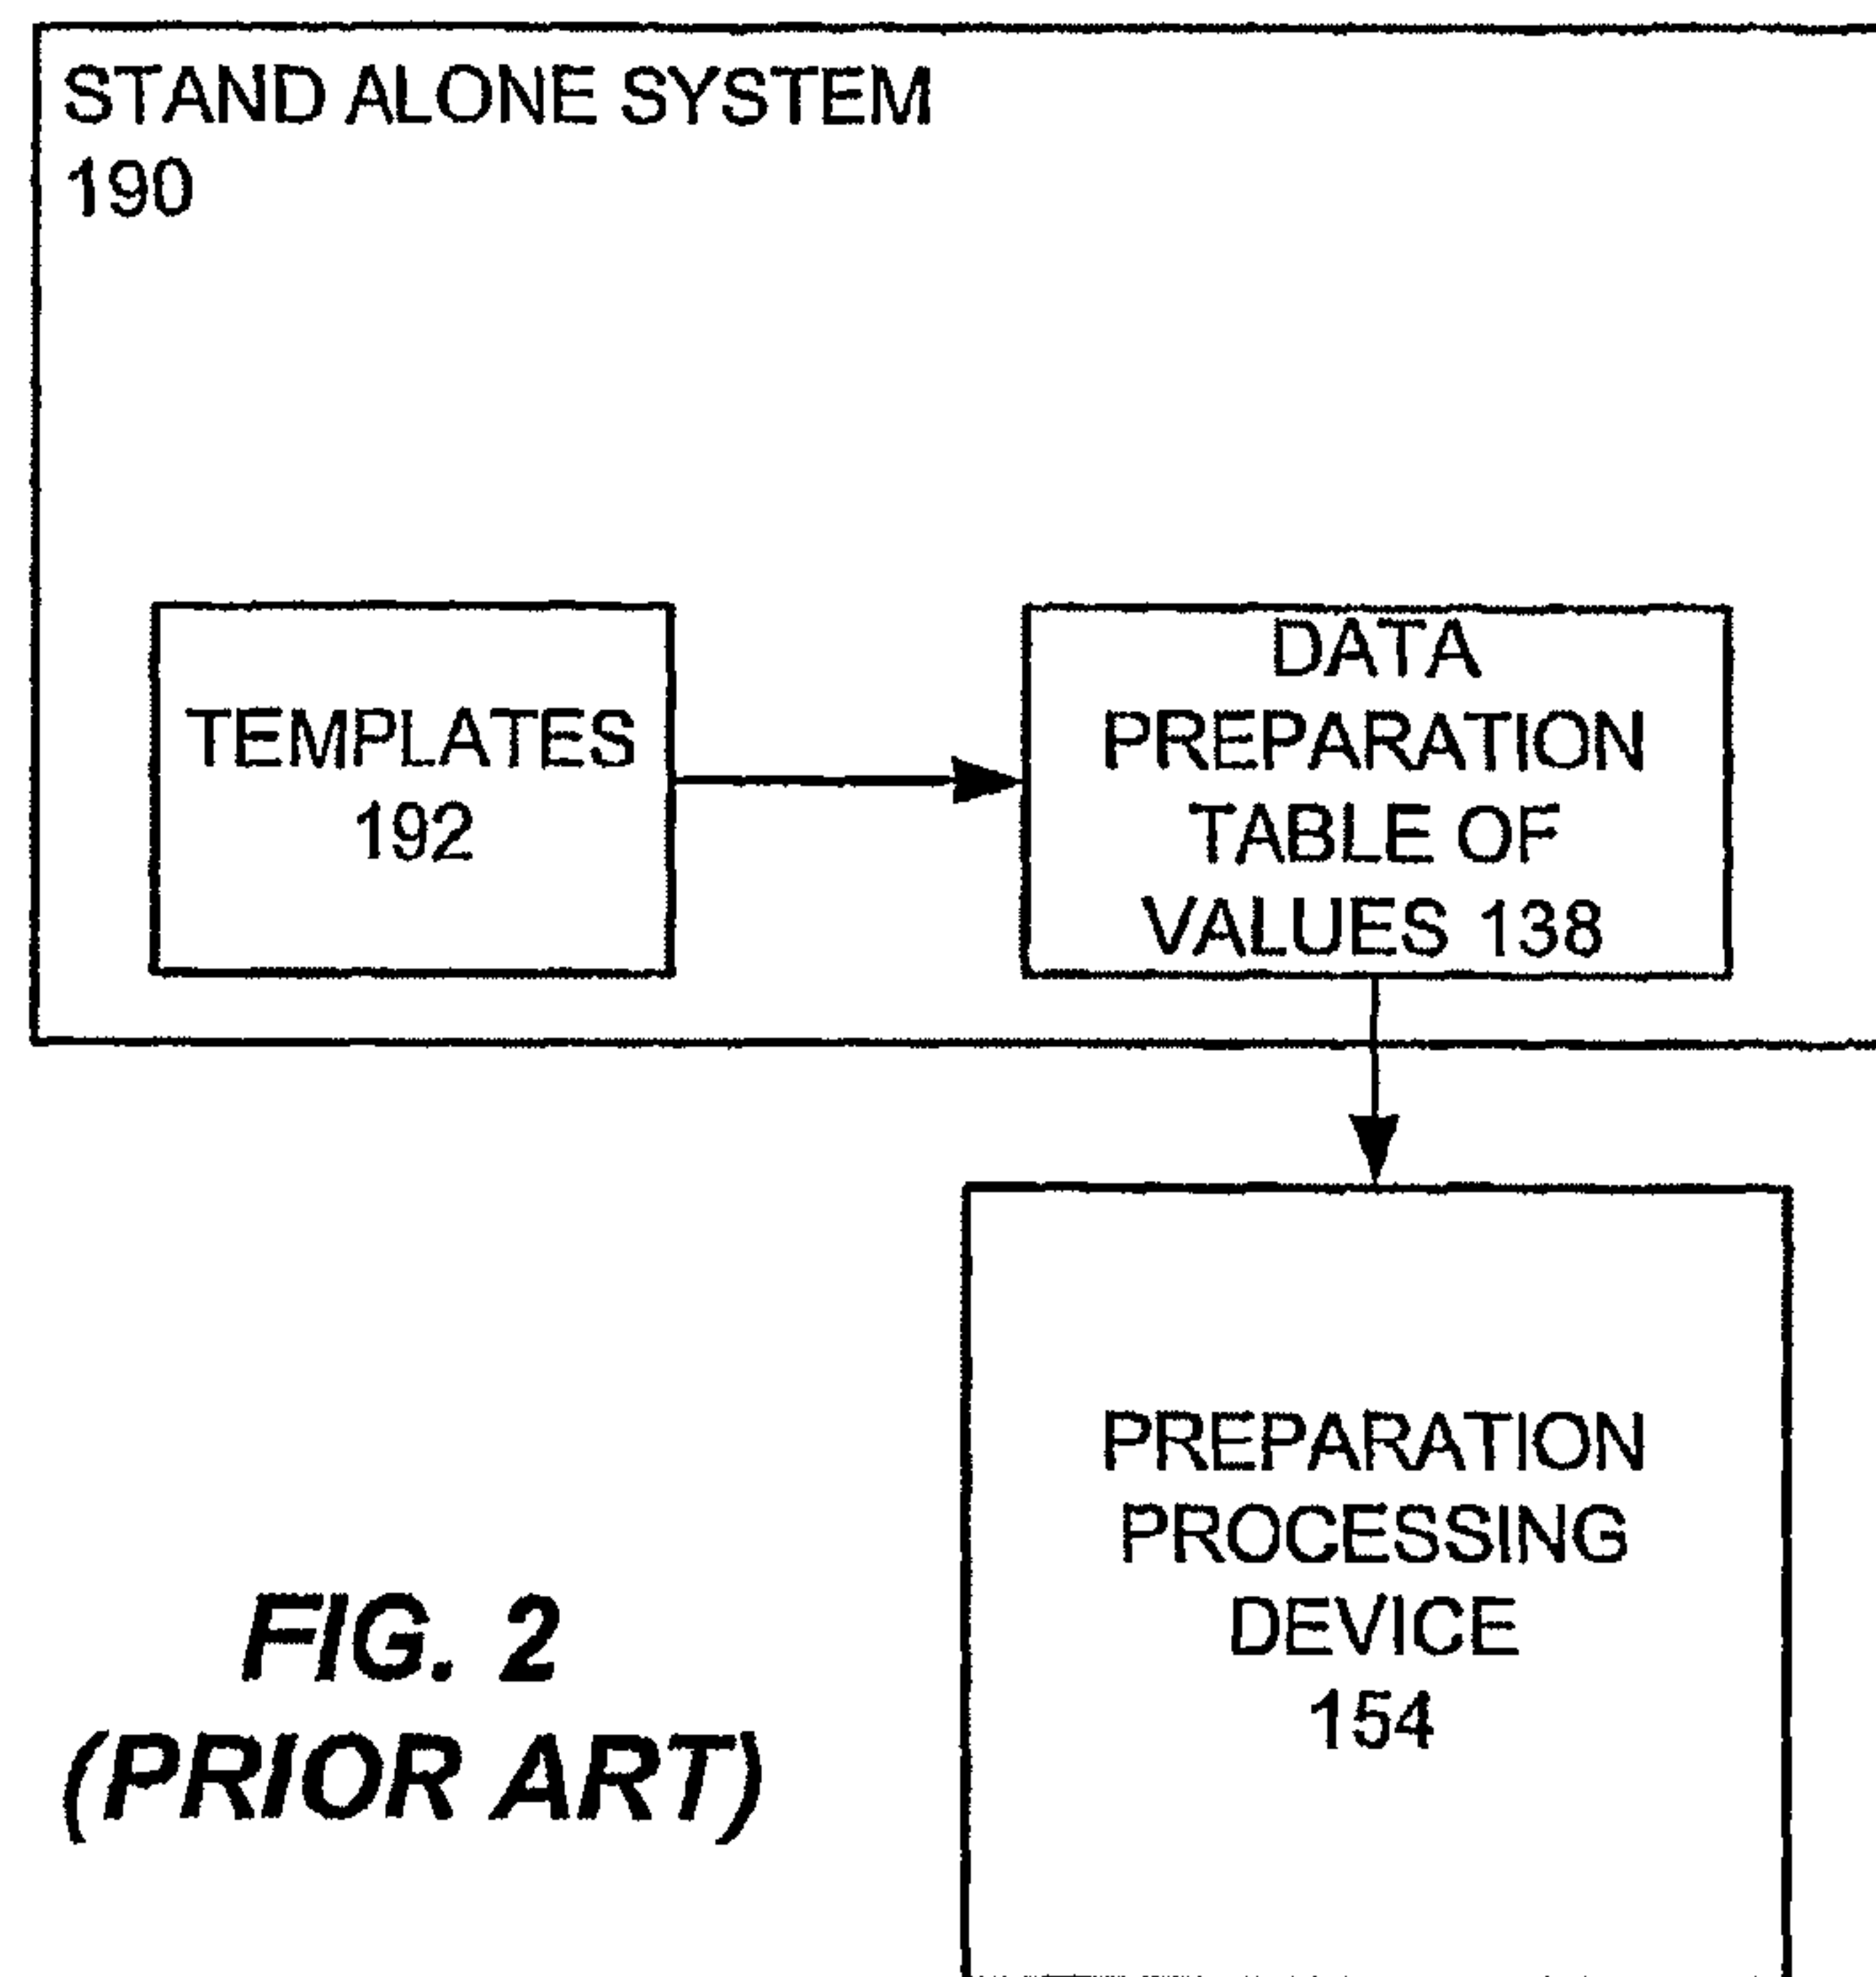 STAND ALONE SYSTEM
190
TEMPLATES
192
DATA
PREPARATION
TABLE OF
VALUES 138
PREPARATION
PROCESSING
DEVICE
154
FIG. 2
(PRIOR ART)